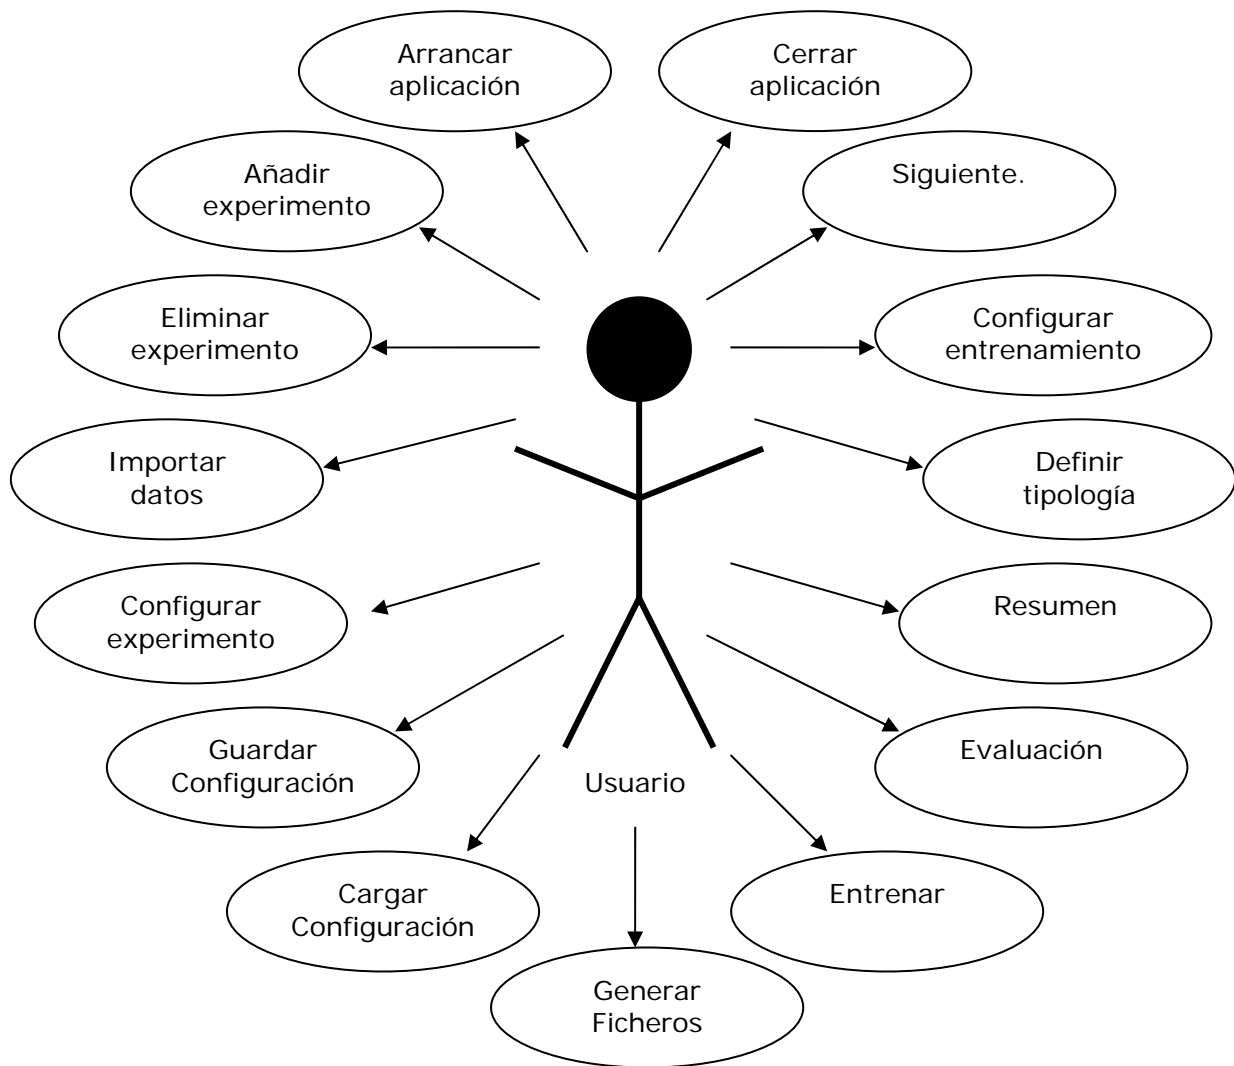 Arrancar
aplicación
Cerrar
aplicación
Añadir
experimento
Siguiente.
Eliminar
experimento
Configurar
entrenamiento
Importar
datos
Definir
tipología
Configurar
experimento
Resumen
Guardar
Configuración
Evaluación
Usuario
Cargar
Configuración
Entrenar
Generar
Ficheros